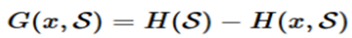 G(x, S) = H(S) − H(x, S)